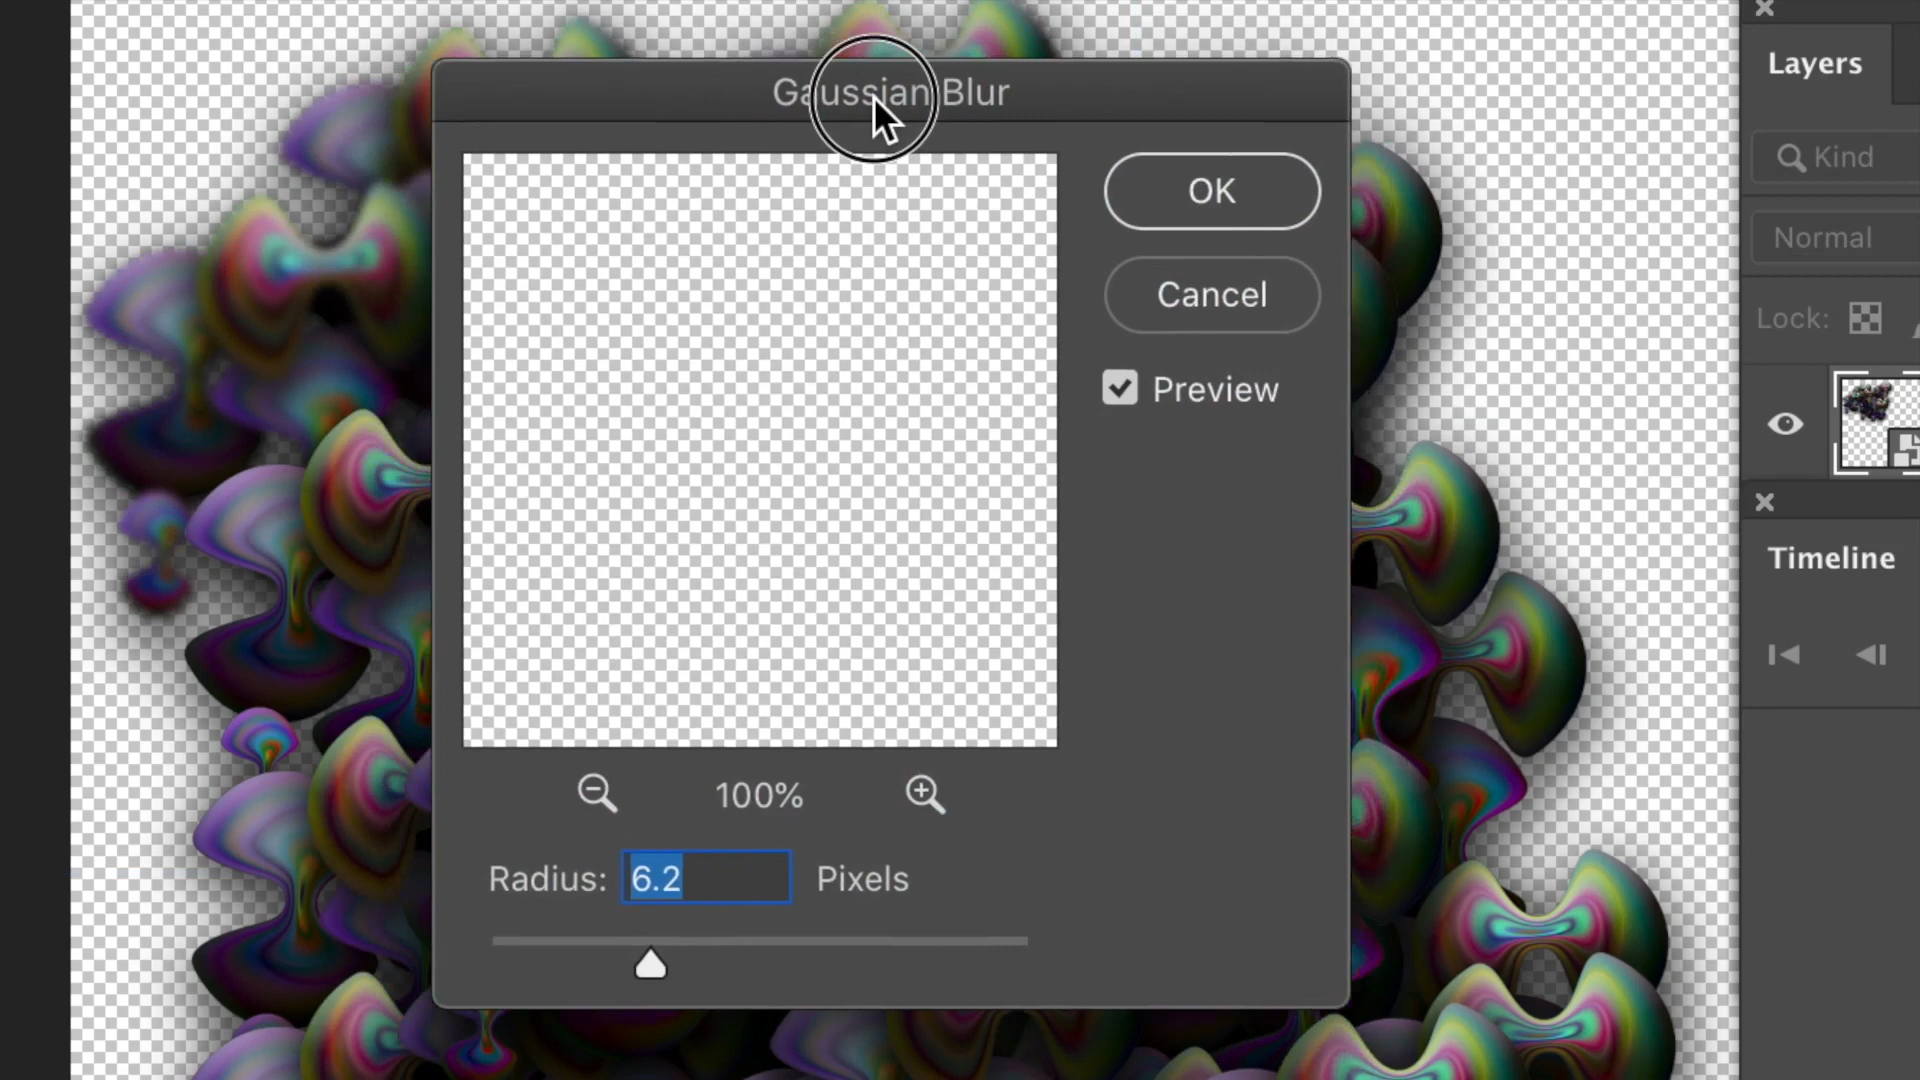 Gaussian Blur
OK
Cancel
Preview
100%
Radius: 6.2 Pixels
Layers
Kind
Normal
Lock:
Timeline